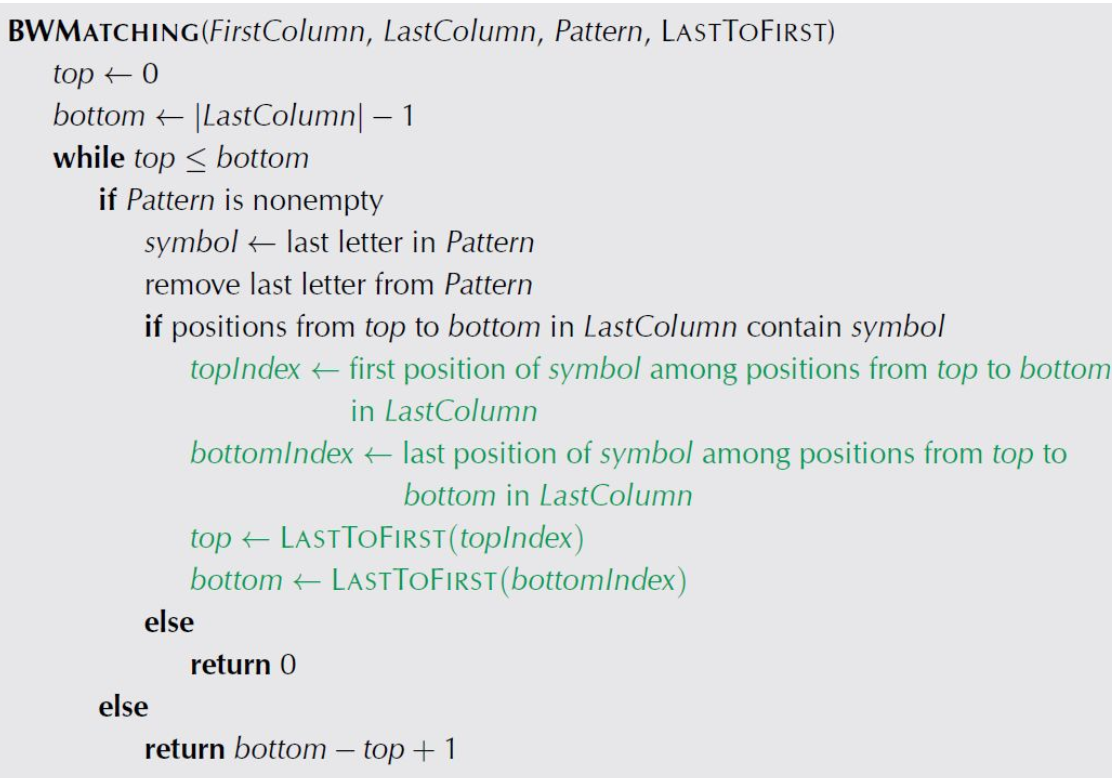 BWMATCHING(FirstColumn, LastColumn, Pattern, LASTTOFIRST)
top ← 0
bottom ← |LastColumn| − 1
while top ≤ bottom
if Pattern is nonempty
symbol ← last letter in Pattern
remove last letter from Pattern
if positions from top to bottom in LastColumn contain symbol
topIndex ← first position of symbol among positions from top to bottom
in LastColumn
bottomIndex ← last position of symbol among positions from top to
bottom in LastColumn
top ← LASTTOFIRST(topIndex)
bottom ← LASTTOFIRST(bottomIndex)
else
return 0
else
return bottom − top + 1